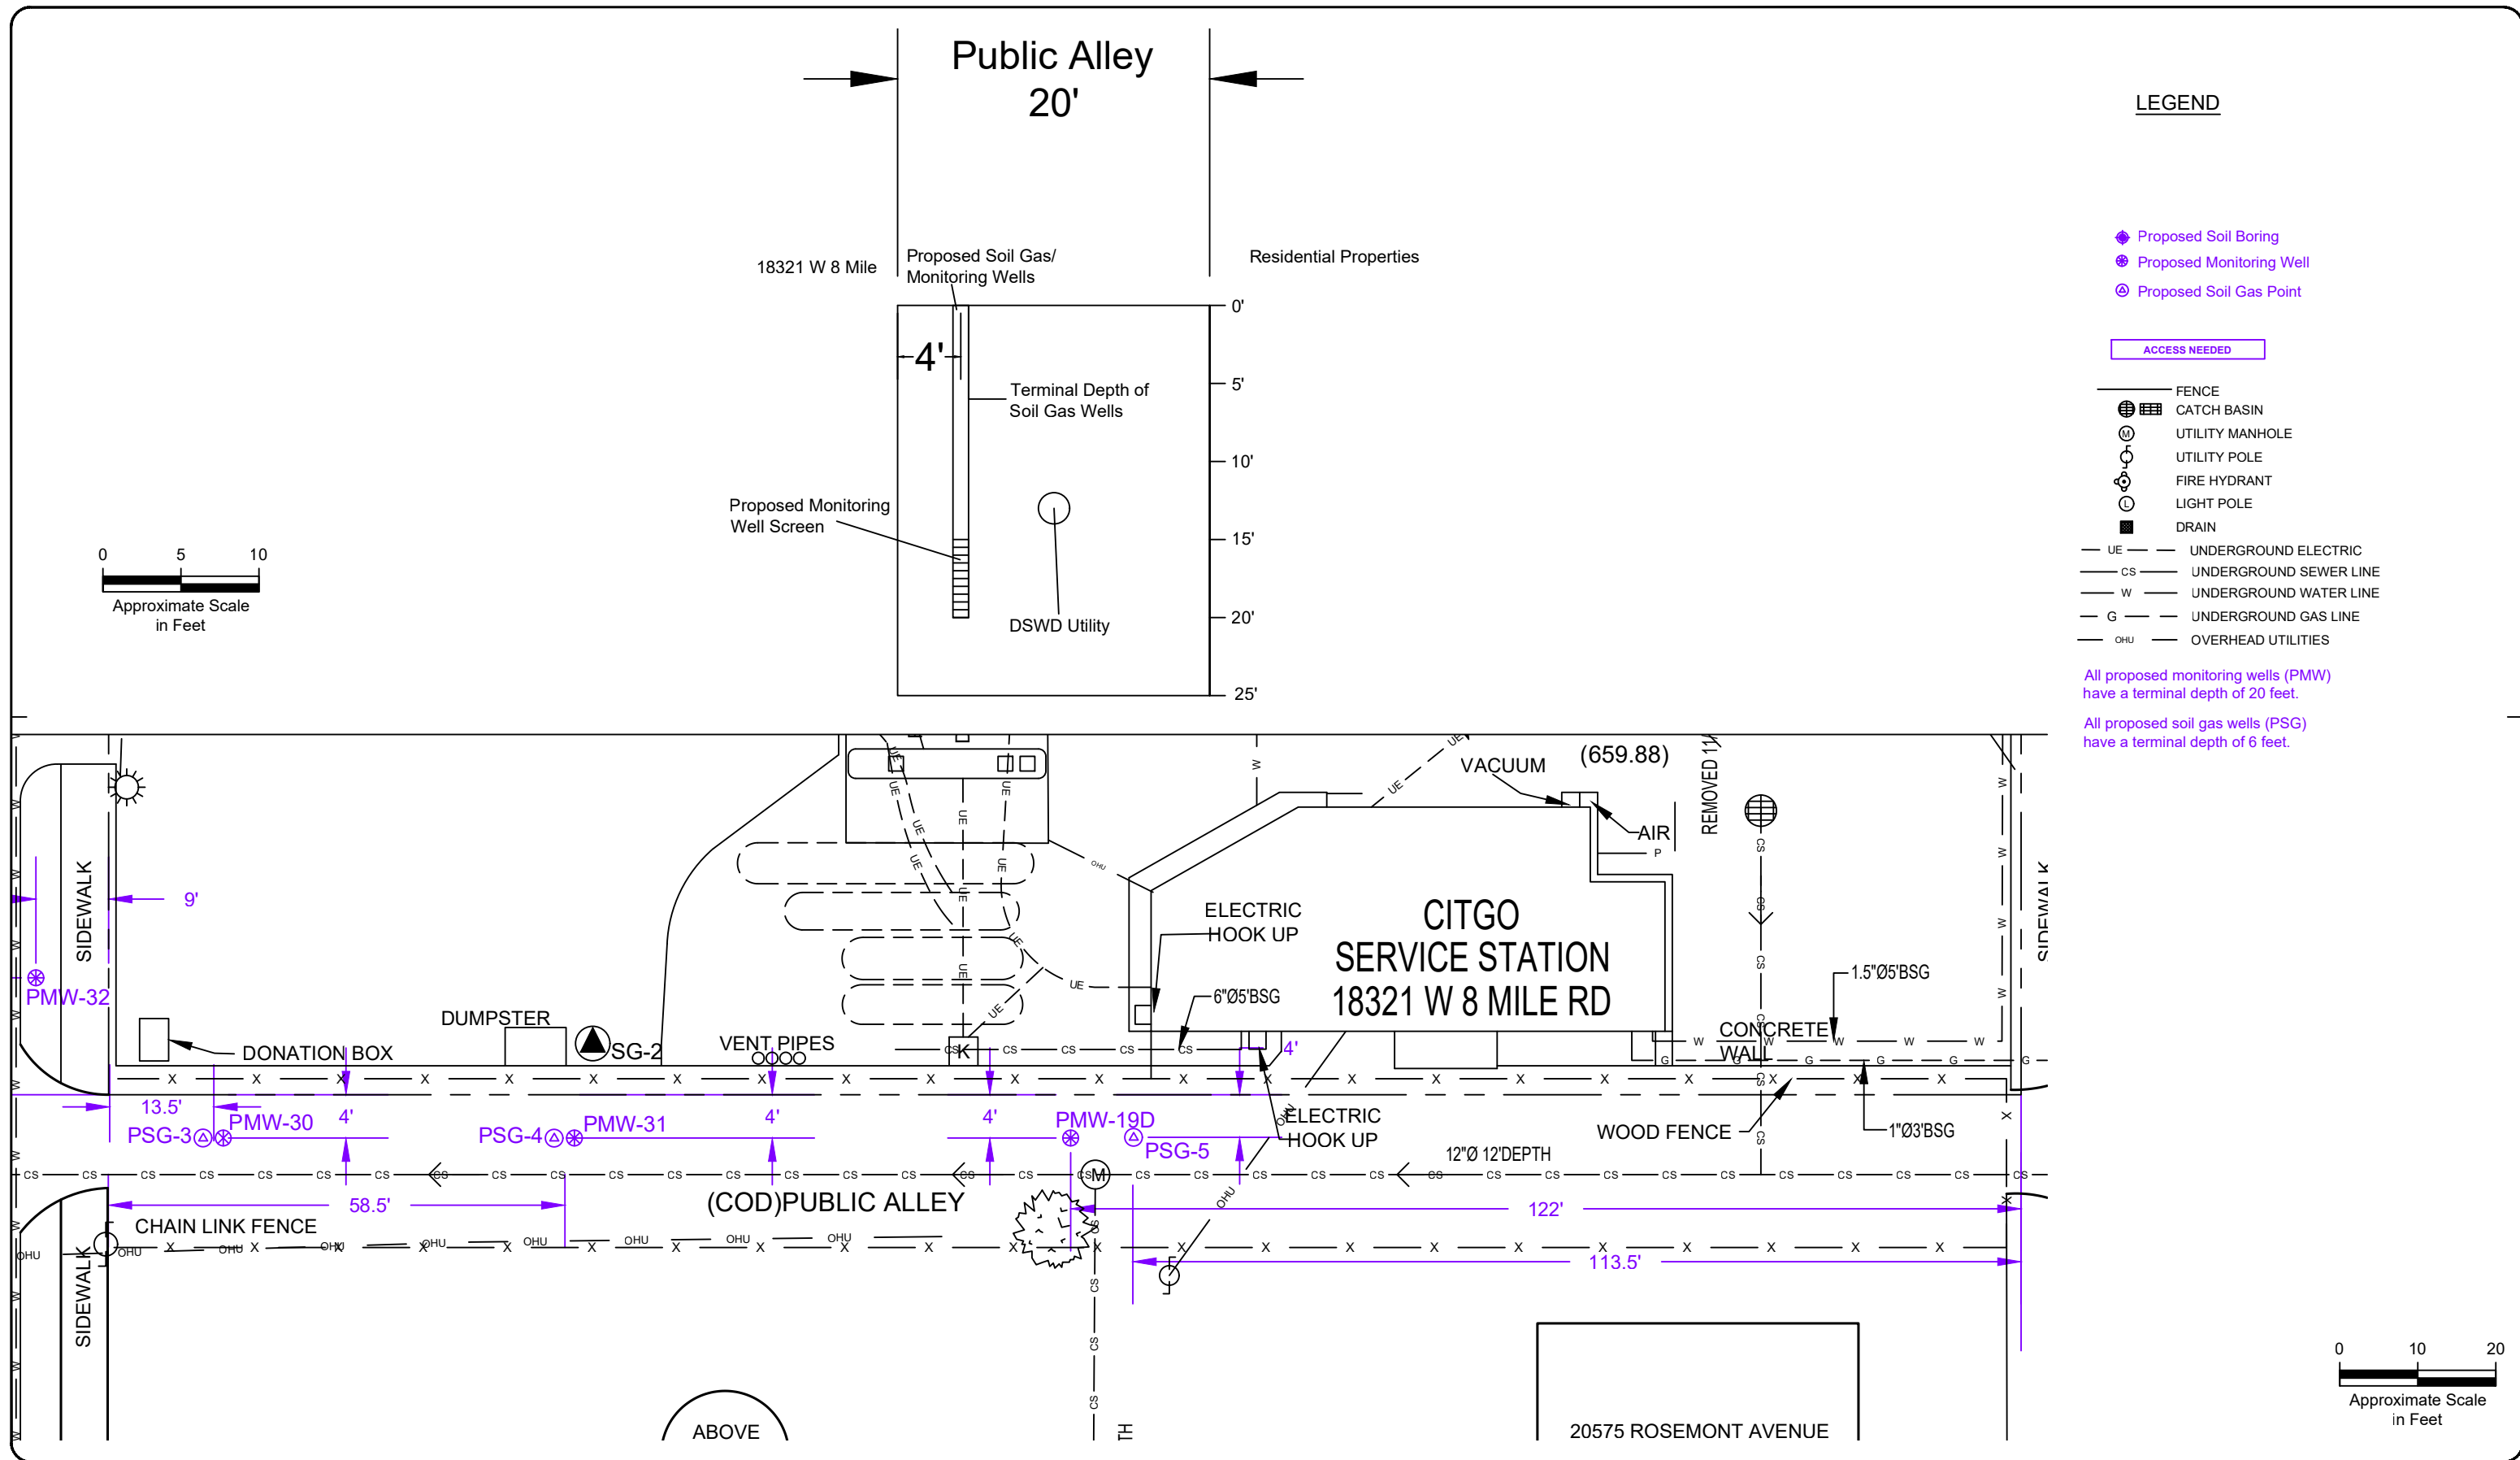 Public Alley
20'
LEGEND
18321 W 8 Mile
Proposed Soil Gas/
Monitoring Wells
Residential Properties
0'
4'
5'
Terminal Depth of
Soil Gas Wells
10'
Proposed Monitoring
Well Screen
15'
20'
DSWD Utility
25'
0 5 10
Approximate Scale
in Feet
Proposed Soil Boring
Proposed Monitoring Well
Proposed Soil Gas Point
ACCESS NEEDED
FENCE
CATCH BASIN
M UTILITY MANHOLE
UTILITY POLE
FIRE HYDRANT
L LIGHT POLE
DRAIN
UE UNDERGROUND ELECTRIC
CS UNDERGROUND SEWER LINE
W UNDERGROUND WATER LINE
G UNDERGROUND GAS LINE
OHU OVERHEAD UTILITIES
All proposed monitoring wells (PMW)
have a terminal depth of 20 feet.
All proposed soil gas wells (PSG)
have a terminal depth of 6 feet.
SIDEWALK
9'
PMW-32
DONATION BOX
DUMPSTER
SG-2
VENT PIPES
K
ELECTRIC
HOOK UP
6"Ø5'BSG
4'
VACUUM
(659.88)
REMOVED 11/
AIR
P
CITGO
SERVICE STATION
18321 W 8 MILE RD
CONCRETE
WALL
1.5"Ø5'BSG
SIDEWALK
13.5'
PSG-3
PMW-30
4'
PSG-4
PMW-31
4'
4'
PMW-19D
PSG-5
ELECTRIC
HOOK UP
12"Ø 12'DEPTH
WOOD FENCE
1"Ø3'BSG
58.5'
(COD)PUBLIC ALLEY
M
122'
CHAIN LINK FENCE
113.5'
SIDEWALK
ABOVE
TH
20575 ROSEMONT AVENUE
0 10 20
Approximate Scale
in Feet